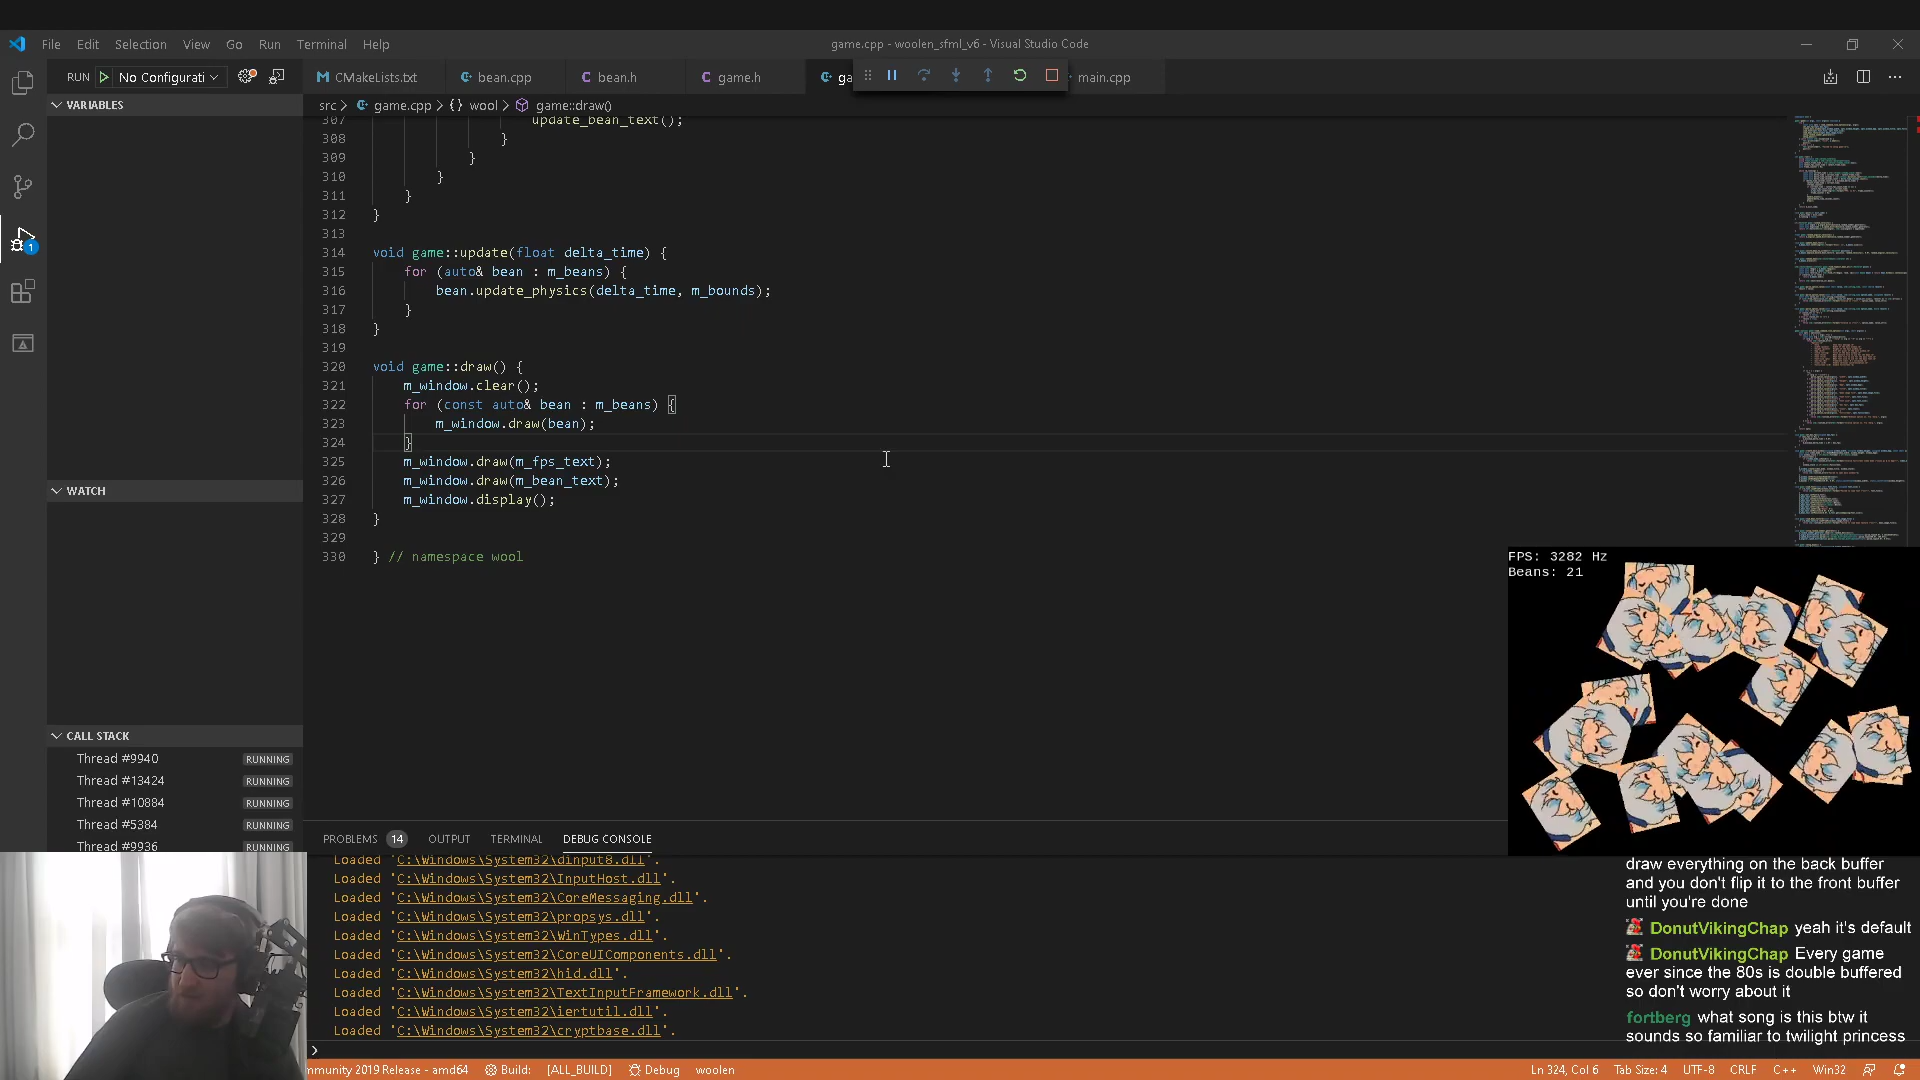 File Edit Selection View Go Run Terminal Help
game.cpp - woolen_sfml_v6 - Visual Studio Code
RUN No Configurati
CMakeLists.txt bean.cpp bean.h game.h ga main.cpp
VARIABLES
src > game.cpp > {} wool > game::draw()
307 update_bean_text();
308 }
309 }
310 }
311 }
312 }
313
314 void game::update(float delta_time) {
315 for (auto& bean : m_beans) {
316 bean.update_physics(delta_time, m_bounds);
317 }
318 }
319
320 void game::draw() {
321 m_window.clear();
322 for (const auto& bean : m_beans) {
323 m_window.draw(bean);
324 }
325 m_window.draw(m_fps_text);
326 m_window.draw(m_bean_text);
327 m_window.display();
328 }
329
330 } // namespace wool
1
WATCH
CALL STACK
Thread #9940 RUNNING
Thread #13424 RUNNING
Thread #10884 RUNNING
Thread #5384 RUNNING
Thread #9936 RUNNING
FPS: 3282 Hz
Beans: 21
PROBLEMS 14 OUTPUT TERMINAL DEBUG CONSOLE
Loaded 'C:\Windows\System32\dinput8.dll'.
Loaded 'C:\Windows\System32\InputHost.dll'.
Loaded 'C:\Windows\System32\CoreMessaging.dll'.
Loaded 'C:\Windows\System32\propsys.dll'.
Loaded 'C:\Windows\System32\WinTypes.dll'.
Loaded 'C:\Windows\System32\CoreUIComponents.dll'.
Loaded 'C:\Windows\System32\hid.dll'.
Loaded 'C:\Windows\System32\TextInputFramework.dll'.
Loaded 'C:\Windows\System32\iertutil.dll'.
Loaded 'C:\Windows\System32\cryptbase.dll'.
>
draw everything on the back buffer
and you don't flip it to the front buffer
until you're done
DonutVikingChap yeah it's default
DonutVikingChap Every game
ever since the 80s is double buffered
so don't worry about it
fortberg what song is this btw it
sounds so familiar to twilight princess
mmunity 2019 Release - amd64 Build: [ALL_BUILD] Debug woolen
Ln 324, Col 6 Tab Size: 4 UTF-8 CRLF C++ Win32